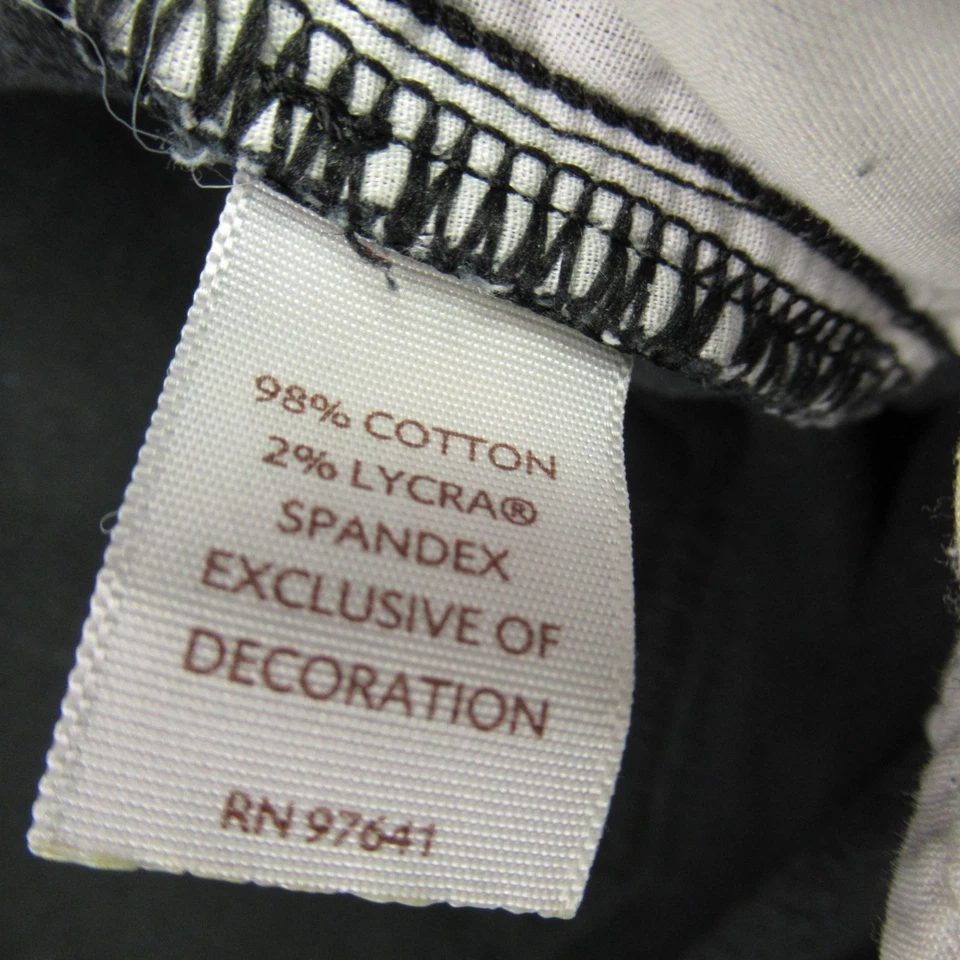 98% COTTON
2% LYCRA®
SPANDEX
EXCLUSIVE OF
DECORATION
RN 97641